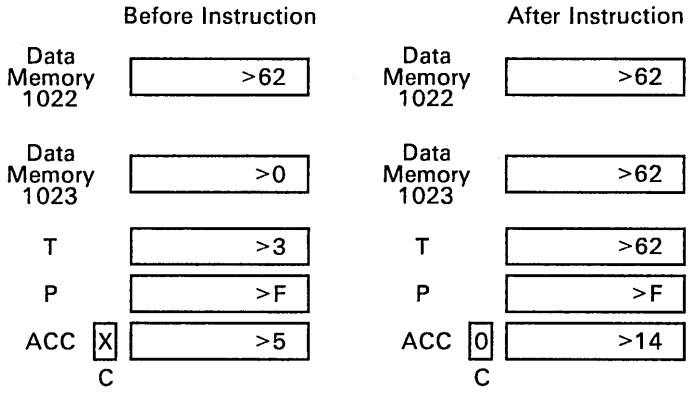 Before Instruction After Instruction
Data Memory 1022 >62 Data Memory 1022 >62
Data Memory 1023 >0 Data Memory 1023 >62
T >3 T >62
P >F P >F
ACC X >5 ACC 0 >14
C C